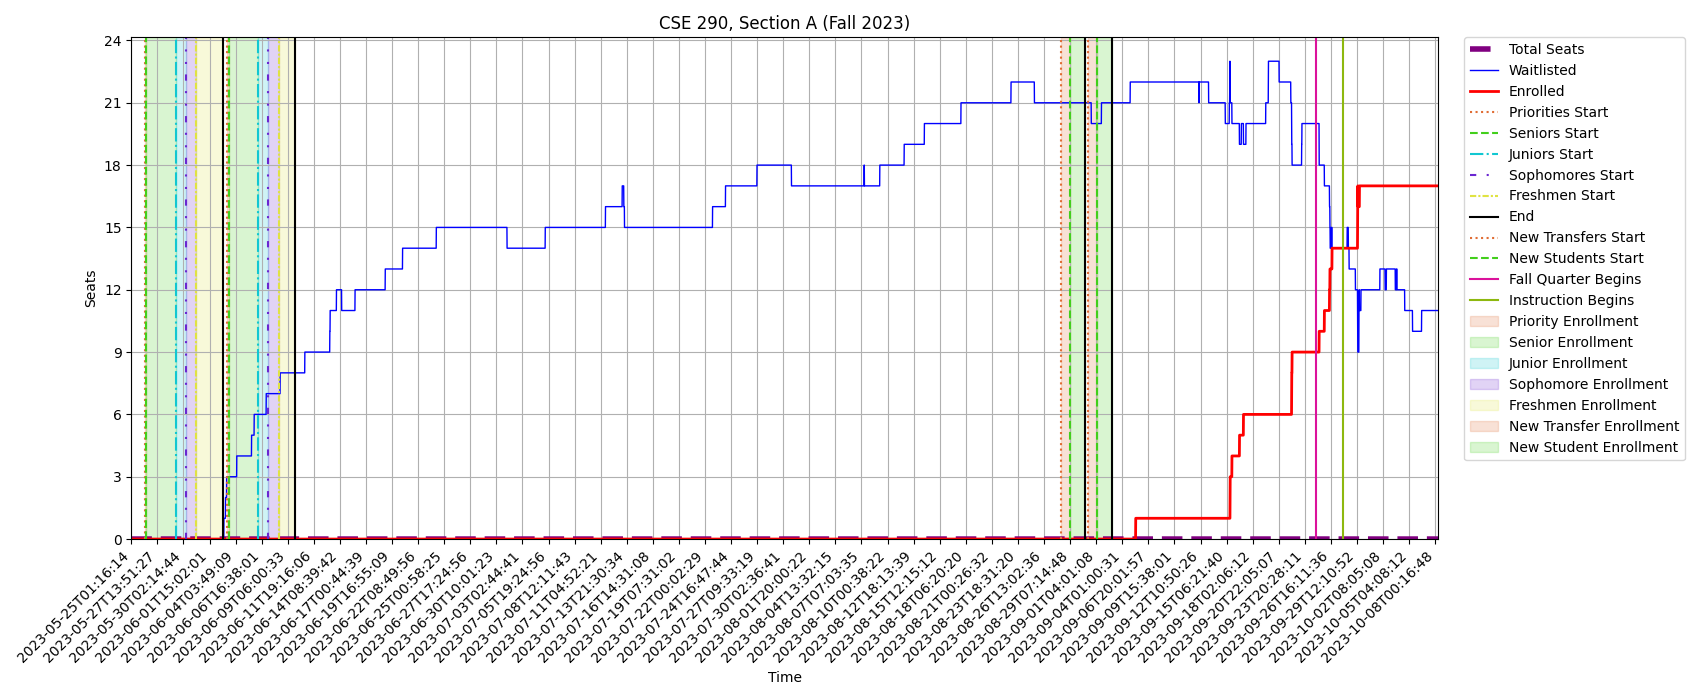 CSE 290, Section A (Fall 2023)
24
21
18
15
12
9
6
3
0
Seats
2023-05-25T01:16:14
2023-05-27T13:51:27
2023-05-30T02:14:44
2023-06-01T15:02:01
2023-06-04T03:49:09
2023-06-06T16:38:01
2023-06-09T06:00:33
2023-06-11T19:16:06
2023-06-14T08:39:42
2023-06-17T00:44:39
2023-06-19T16:55:09
2023-06-22T08:49:56
2023-06-25T00:58:25
2023-06-27T17:24:56
2023-06-30T10:01:23
2023-07-03T02:44:41
2023-07-05T19:24:56
2023-07-08T12:11:43
2023-07-11T04:52:21
2023-07-13T21:30:34
2023-07-16T14:31:08
2023-07-19T07:31:02
2023-07-22T00:02:29
2023-07-24T16:47:44
2023-07-27T09:33:19
2023-07-30T02:36:41
2023-08-01T20:00:22
2023-08-04T13:32:15
2023-08-07T07:03:35
2023-08-10T00:38:22
2023-08-12T18:13:39
2023-08-15T12:15:12
2023-08-18T06:20:20
2023-08-21T00:26:32
2023-08-23T18:31:20
2023-08-26T13:02:36
2023-08-29T07:14:48
2023-09-01T04:01:08
2023-09-04T01:00:31
2023-09-06T20:01:57
2023-09-09T15:38:01
2023-09-12T10:50:26
2023-09-15T06:21:40
2023-09-18T02:06:12
2023-09-20T22:05:07
2023-09-23T20:28:11
2023-09-26T16:11:36
2023-09-29T12:10:52
2023-10-02T08:05:08
2023-10-05T04:08:12
2023-10-08T00:16:48
Time
Total Seats
Waitlisted
Enrolled
Priorities Start
Seniors Start
Juniors Start
Sophomores Start
Freshmen Start
End
New Transfers Start
New Students Start
Fall Quarter Begins
Instruction Begins
Priority Enrollment
Senior Enrollment
Junior Enrollment
Sophomore Enrollment
Freshmen Enrollment
New Transfer Enrollment
New Student Enrollment